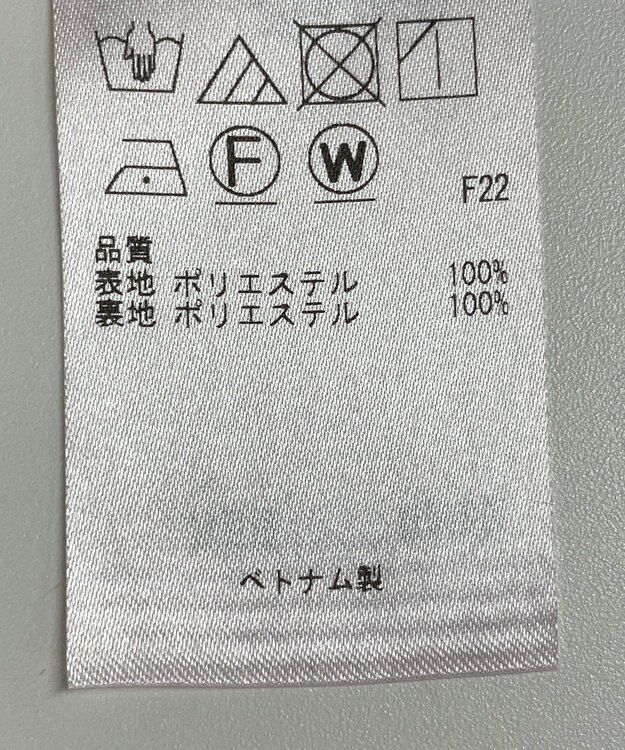 F W
F22
品質
表地 ポリエステル 100%
裏地 ポリエステル 100%
ベトナム製